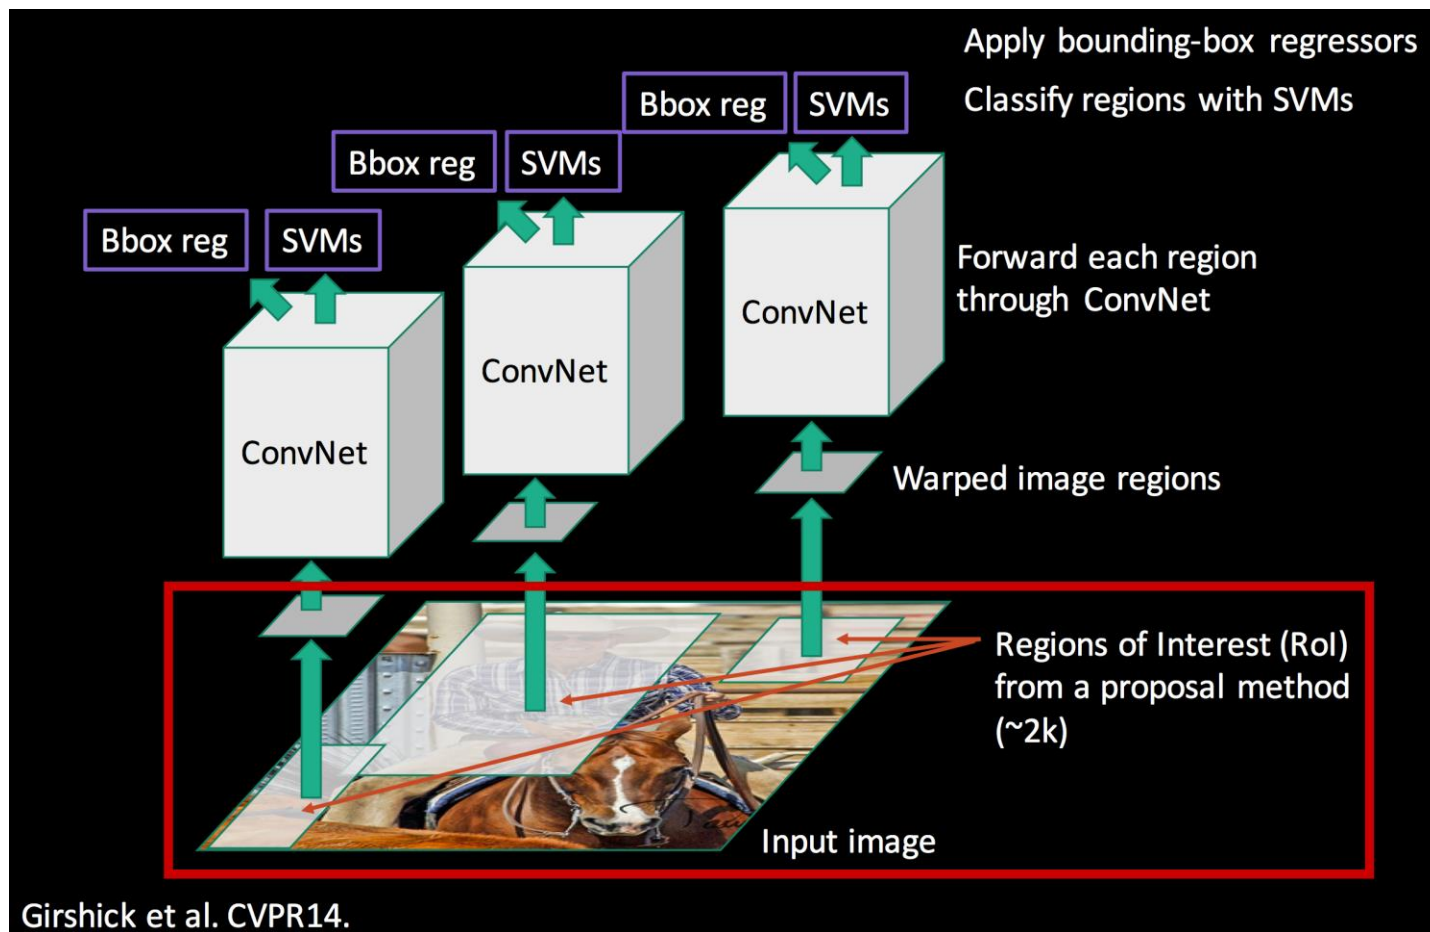 Apply bounding-box regressors
Bbox reg SVMs
Classify regions with SVMs
Bbox reg SVMs
Bbox reg SVMs
Forward each region
through ConvNet
ConvNet
ConvNet
ConvNet
Warped image regions
Regions of Interest (RoI)
from a proposal method
(~2k)
Input image
Girshick et al. CVPR14.